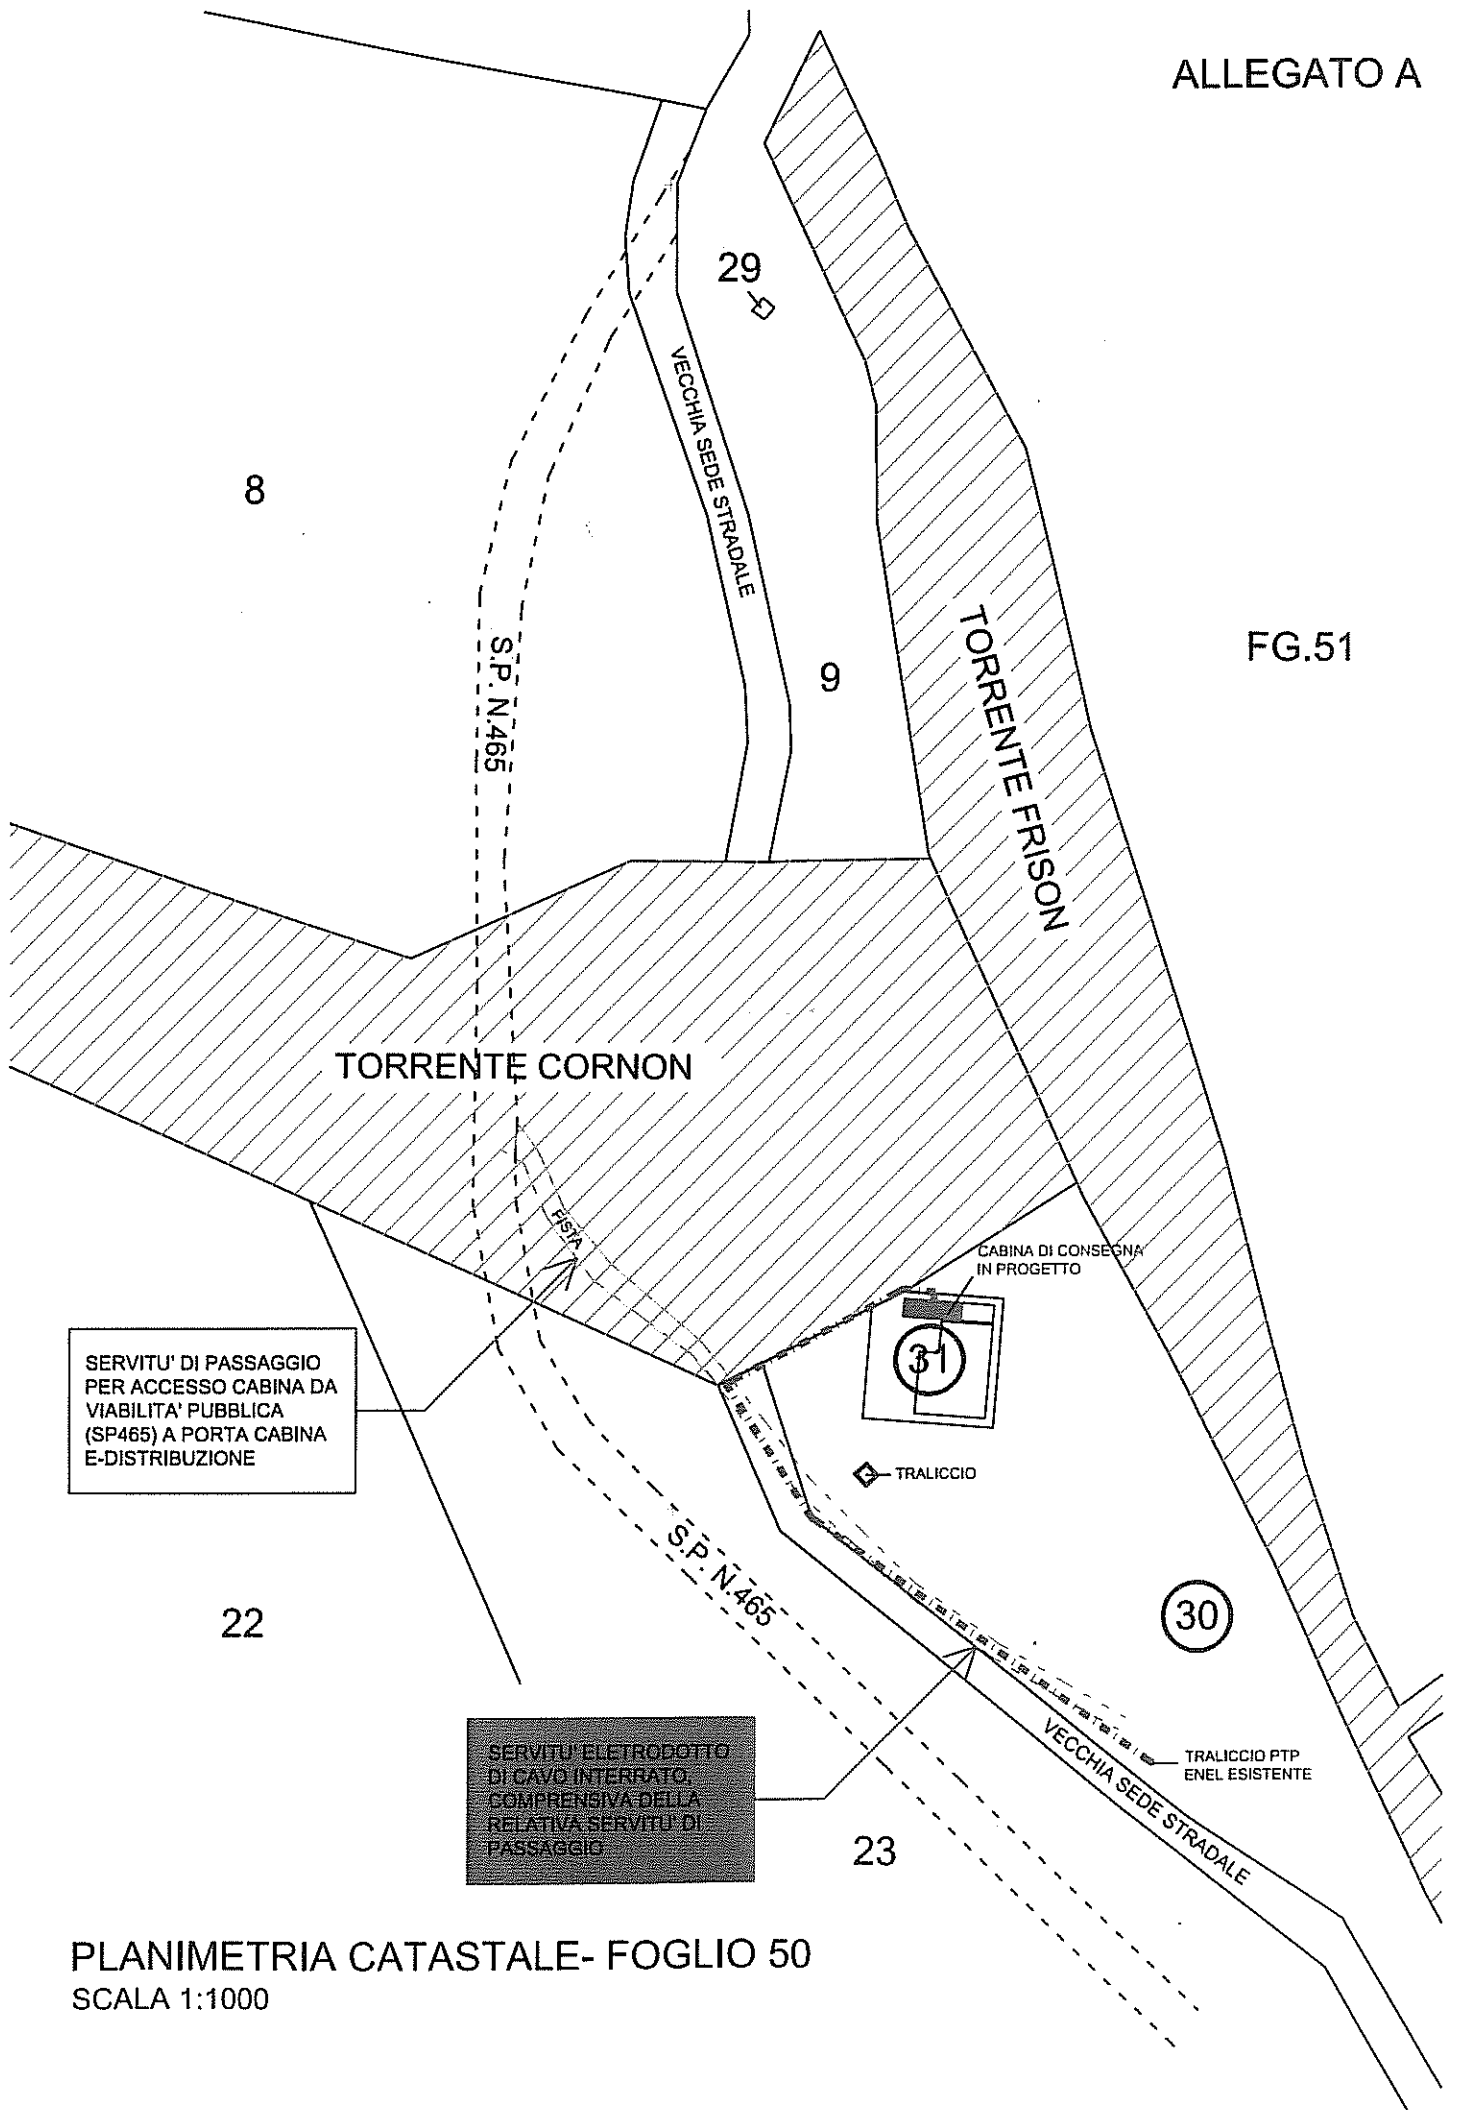 ALLEGATO A
29
VECCHIA SEDE STRADALE
8
S.P. N.465
9
TORRENTE FRISON
FG.51
TORRENTE CORNON
PISTA
CABINA DI CONSEGNA
IN PROGETTO
31
SERVITU' DI PASSAGGIO
PER ACCESSO CABINA DA
VIABILITA' PUBBLICA
(SP465) A PORTA CABINA
E-DISTRIBUZIONE
TRALICCIO
S.P. N.465
22
30
SERVITU' ELETRODOTTO
DI CAVO INTERRATO,
COMPRENSIVA DELLA
RELATIVA SERVITU' DI
PASSAGGIO
VECCHIA SEDE STRADALE
TRALICCIO PTP
ENEL ESISTENTE
23
PLANIMETRIA CATASTALE- FOGLIO 50
SCALA 1:1000